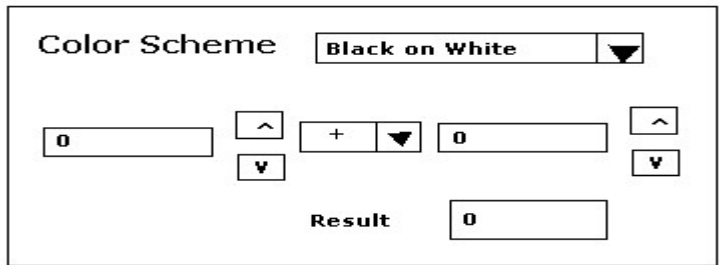 Color Scheme Black on White
0 ^ + 0 ^
v v
Result 0